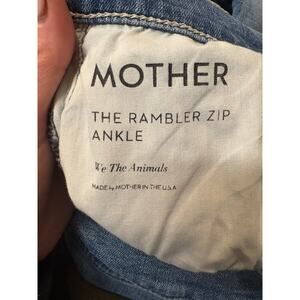 MOTHER
THE RAMBLER ZIP
ANKLE
We The Animals
MADE by MOTHER IN THE U.S.A